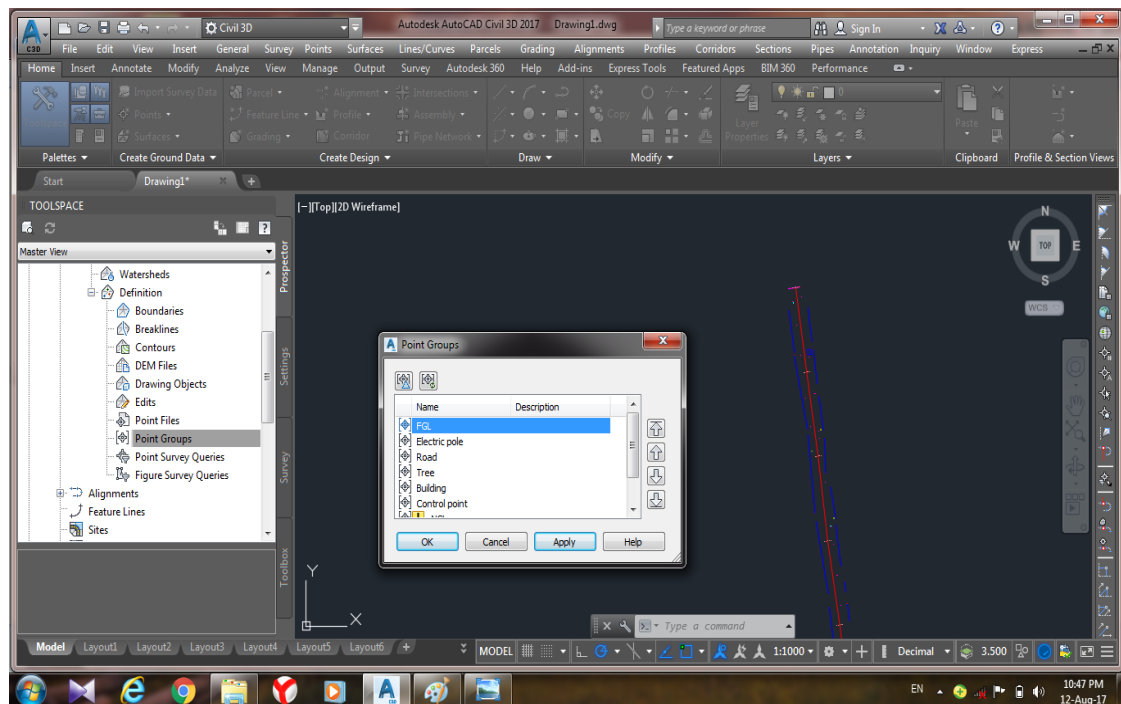 Autodesk AutoCAD Civil 3D 2017 Drawing1.dwg
Civil 3D
Type a keyword or phrase
Sign In
C3D
File Edit View Insert General Survey Points Surfaces Lines/Curves Parcels Grading Alignments Profiles Corridors Sections Pipes Annotation Inquiry Window Express
Home Insert Annotate Modify Analyze View Manage Output Survey Autodesk 360 Help Add-ins Express Tools Featured Apps BIM 360 Performance
Toolspace
Import Survey Data Parcel Alignment Intersections
Points Feature Line Profile Assembly Copy
Surfaces Grading Corridor Pipe Network
0
Layer Properties
Paste
Palettes Create Ground Data Create Design Draw Modify Layers Clipboard Profile & Section Views
Start Drawing1* +
TOOLSPACE
Master View
Watersheds
Definition
Boundaries
Breaklines
Contours
DEM Files
Drawing Objects
Edits
Point Files
Point Groups
Point Survey Queries
Figure Survey Queries
Alignments
Feature Lines
Sites
Prospector
Settings
Survey
Toolbox
[–][Top][2D Wireframe]
N
W TOP E
S
WCS
Point Groups
Name Description
FGL
Electric pole
Road
Tree
Building
Control point
OK Cancel Apply Help
Y
X
Type a command
Model Layout1 Layout2 Layout3 Layout4 Layout5 Layout6 +
MODEL 1:1000 Decimal 3.500
EN 10:47 PM
12-Aug-17